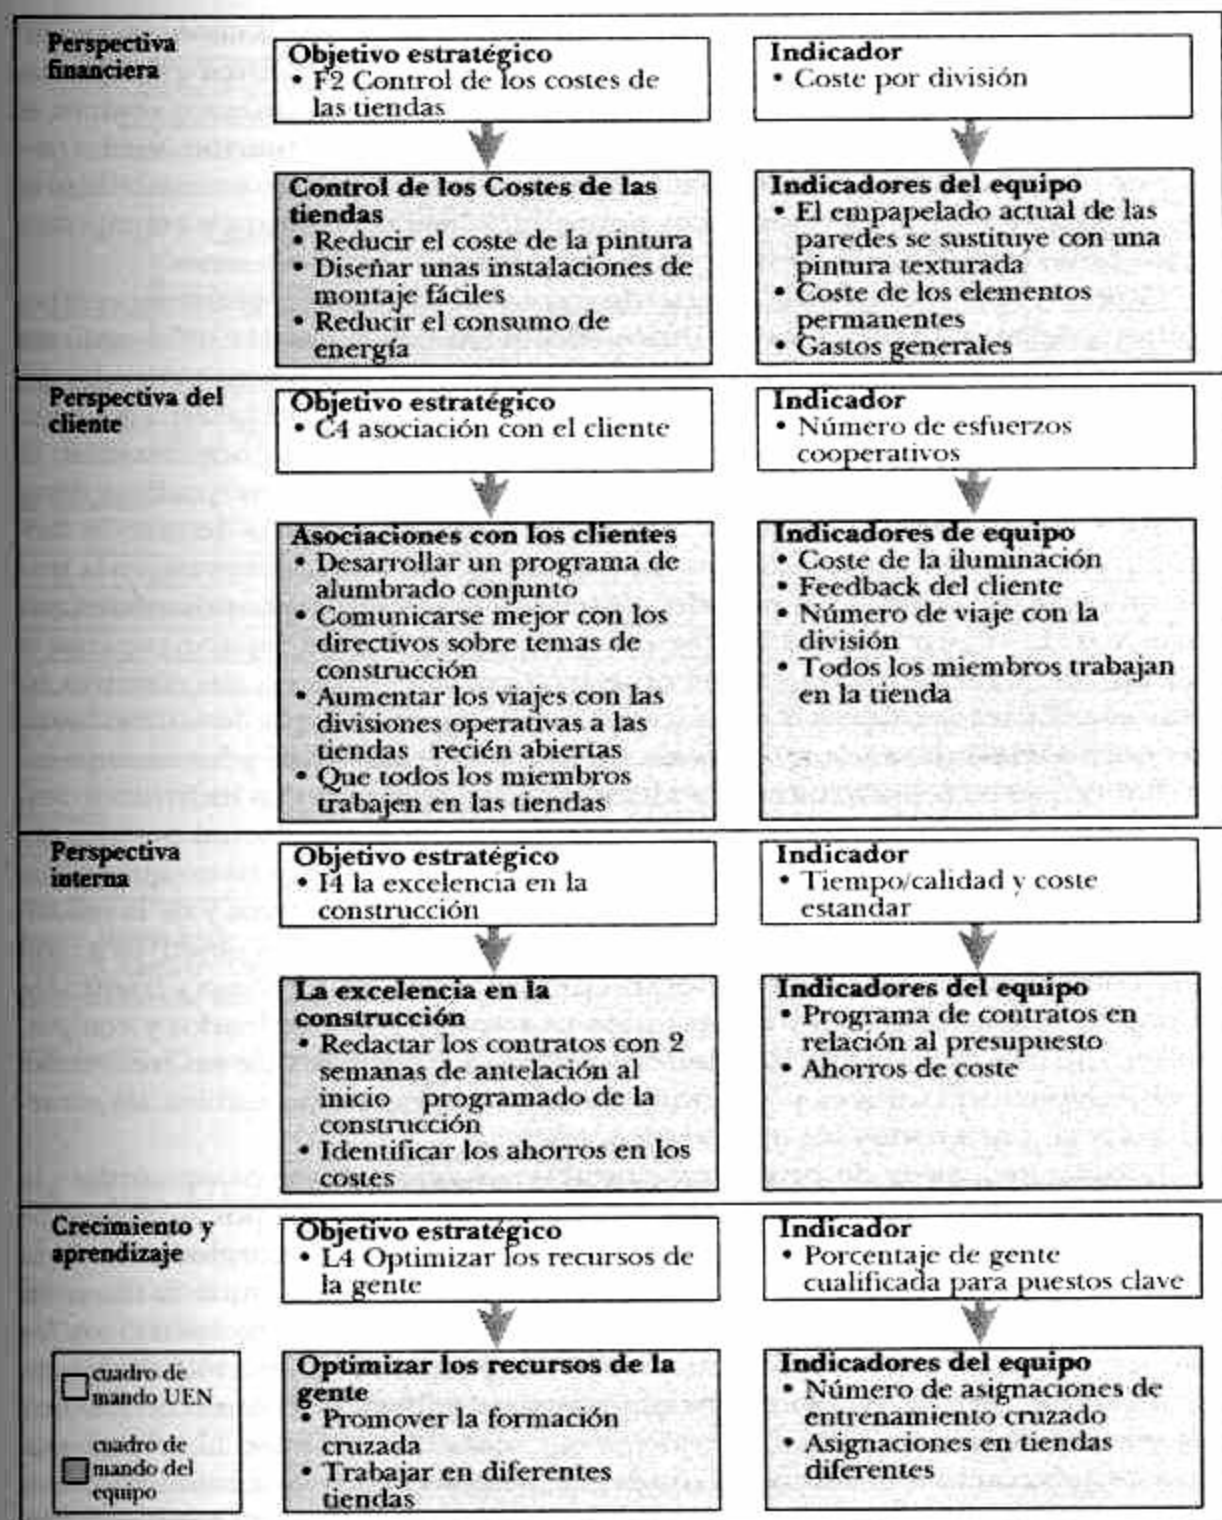 Perspectiva
financiera
Objetivo estratégico
• F2 Control de los costes de
las tiendas
Indicador
• Coste por división
Control de los Costes de las
tiendas
• Reducir el coste de la pintura
• Diseñar unas instalaciones de
montaje fáciles
• Reducir el consumo de
energía
Indicadores del equipo
• El empapelado actual de las
paredes se sustituye con una
pintura texturada
• Coste de los elementos
permanentes
• Gastos generales
Perspectiva del
cliente
Objetivo estratégico
• C4 asociación con el cliente
Indicador
• Número de esfuerzos
cooperativos
Asociaciones con los clientes
• Desarrollar un programa de
alumbrado conjunto
• Comunicarse mejor con los
directivos sobre temas de
construcción
• Aumentar los viajes con las
divisiones operativas a las
tiendas recién abiertas
• Que todos los miembros
trabajen en las tiendas
Indicadores de equipo
• Coste de la iluminación
• Feedback del cliente
• Número de viaje con la
división
• Todos los miembros trabajan
en la tienda
Perspectiva
interna
Objetivo estratégico
• I4 la excelencia en la
construcción
Indicador
• Tiempo/calidad y coste
estandar
La excelencia en la
construcción
• Redactar los contratos con 2
semanas de antelación al
inicio programado de la
construcción
• Identificar los ahorros en los
costes
Indicadores del equipo
• Programa de contratos en
relación al presupuesto
• Ahorros de coste
Crecimiento y
aprendizaje
Objetivo estratégico
• L4 Optimizar los recursos de
la gente
Indicador
• Porcentaje de gente
cualificada para puestos clave
Optimizar los recursos de la
gente
• Promover la formación
cruzada
• Trabajar en diferentes
tiendas
Indicadores del equipo
• Número de asignaciones de
entrenamiento cruzado
• Asignaciones en tiendas
diferentes
cuadro de
mando UEN
cuadro de
mando del
equipo